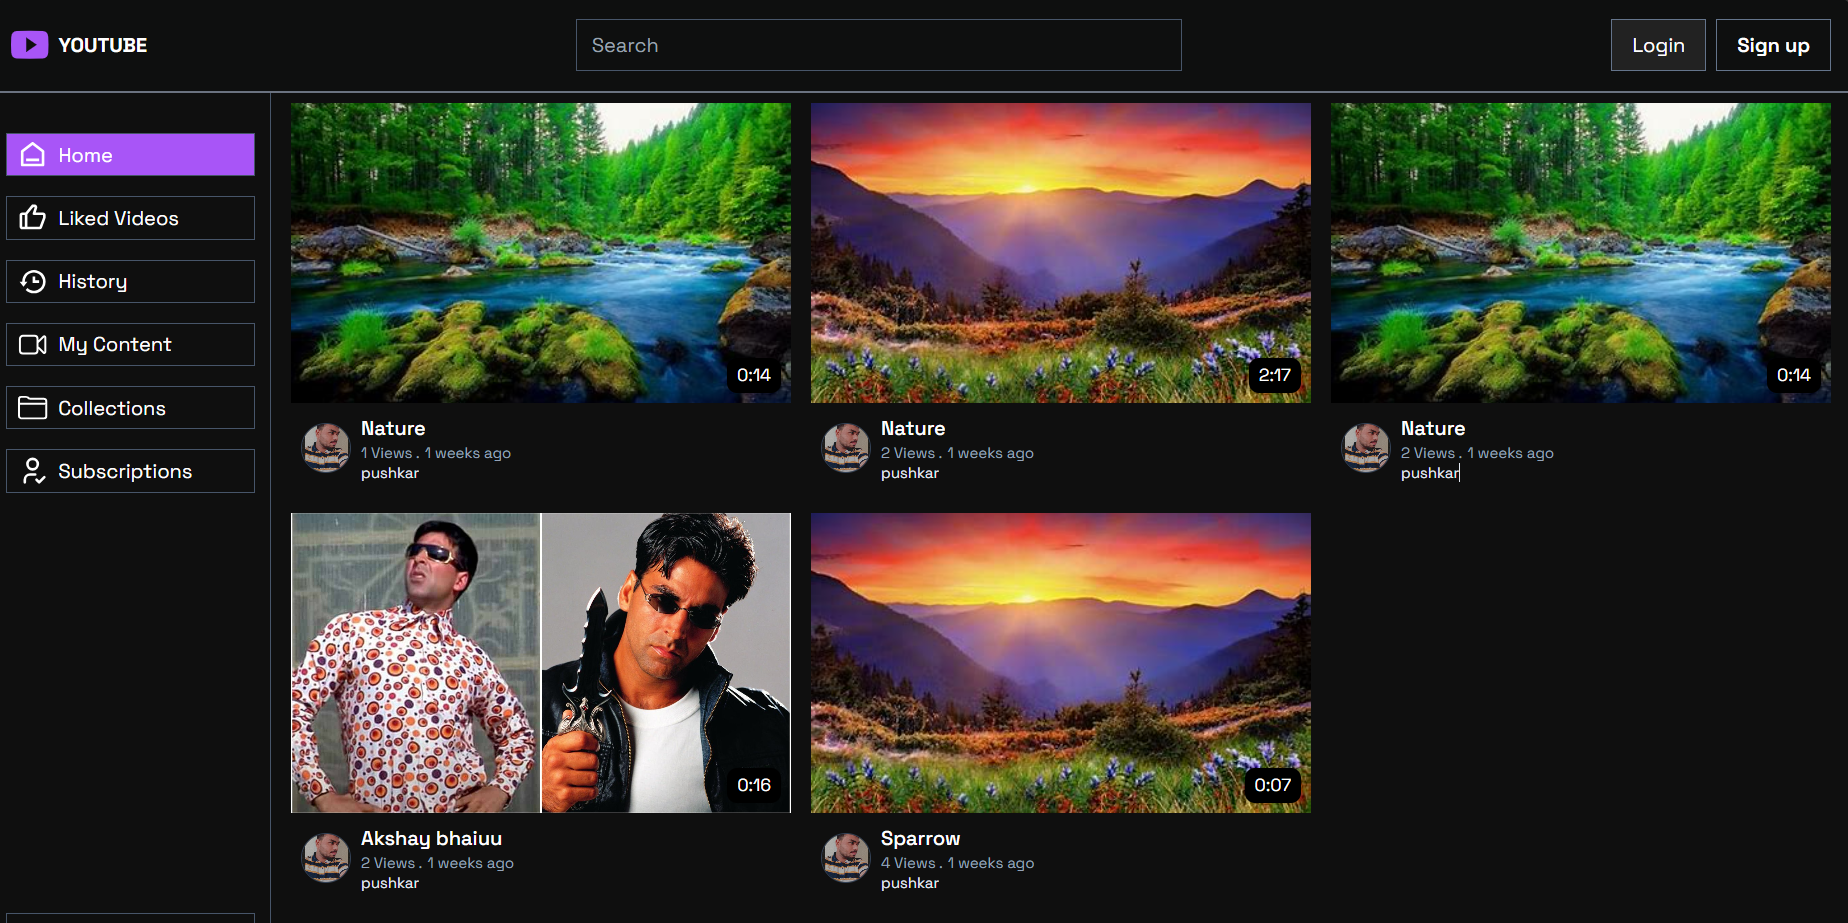 YOUTUBE
Search
Login
Sign up
Home
Liked Videos
History
My Content
Collections
Subscriptions
0:14
2:17
0:14
Nature
1 Views . 1 weeks ago
pushkar
Nature
2 Views . 1 weeks ago
pushkar
Nature
2 Views . 1 weeks ago
pushkar
0:16
0:07
Akshay bhaiuu
2 Views . 1 weeks ago
pushkar
Sparrow
4 Views . 1 weeks ago
pushkar